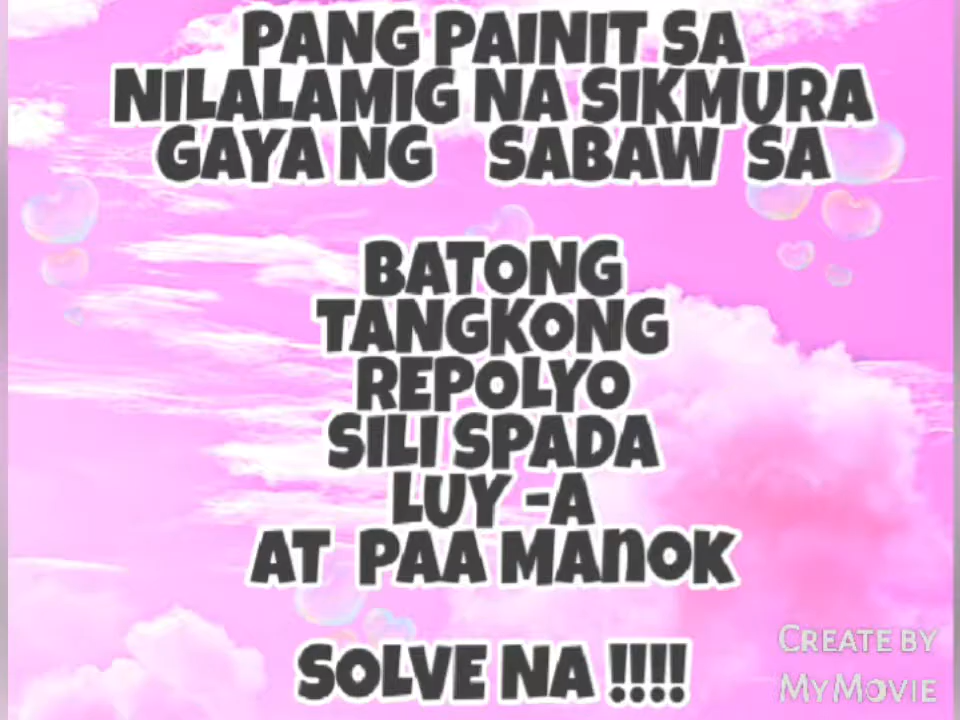 PANG PAINIT SA
NILALAMIG NA SIKMURA
GAYA NG SABAW SA
BATONG
TANGKONG
REPOLYO
SILI SPADA
LUY -A
AT PAA MANOK
SOLVE NA !!!!
CREATE BY
MYMOVIE